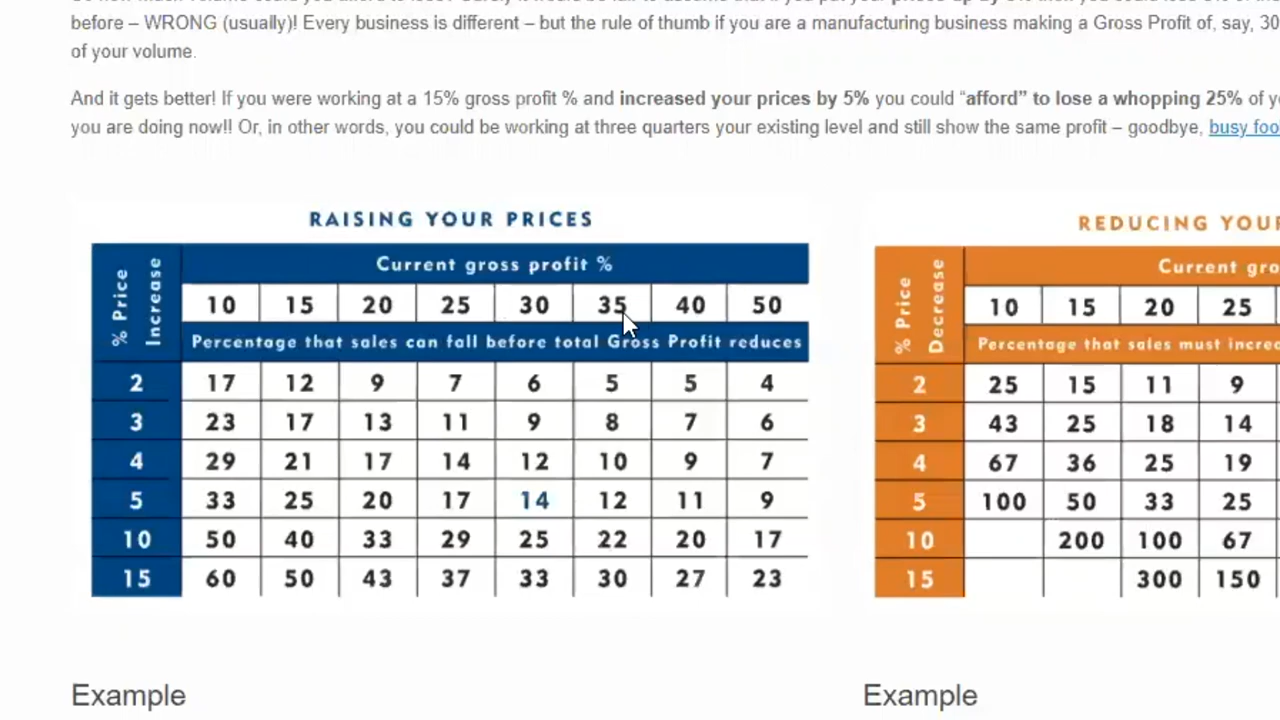 before – WRONG (usually)! Every business is different – but the rule of thumb if you are a manufacturing business making a Gross Profit of, say, 30
of your volume.
And it gets better! If you were working at a 15% gross profit % and increased your prices by 5% you could “afford” to lose a whopping 25% of
you are doing now!! Or, in other words, you could be working at three quarters your existing level and still show the same profit – goodbye, busy foo
RAISING YOUR PRICES
% Price Increase
Current gross profit %
10 15 20 25 30 35 40 50
Percentage that sales can fall before total Gross Profit reduces
2 17 12 9 7 6 5 5 4
3 23 17 13 11 9 8 7 6
4 29 21 17 14 12 10 9 7
5 33 25 20 17 14 12 11 9
10 50 40 33 29 25 22 20 17
15 60 50 43 37 33 30 27 23
REDUCING YOU
% Price Decrease
Current gro
10 15 20 25
Percentage that sales must increa
2 25 15 11 9
3 43 25 18 14
4 67 36 25 19
5 100 50 33 25
10 200 100 67
15 300 150
Example
Example